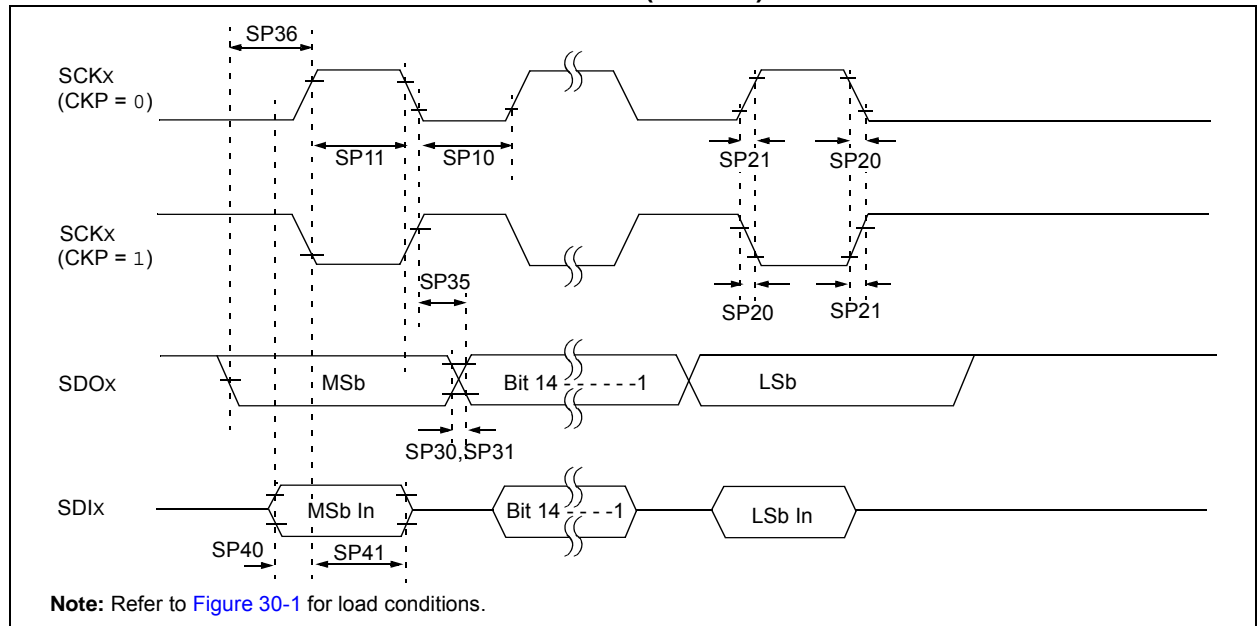 SP36
SCKx
(CKP = 0)
SP11
SP10
SP21
SP20
SCKx
(CKP = 1)
SP35
SP20
SP21
SDOx
MSb
Bit 14 - - - - - -1
LSb
SP30,SP31
SDIx
MSb In
Bit 14 - - - -1
LSb In
SP40
SP41
Note: Refer to Figure 30-1 for load conditions.